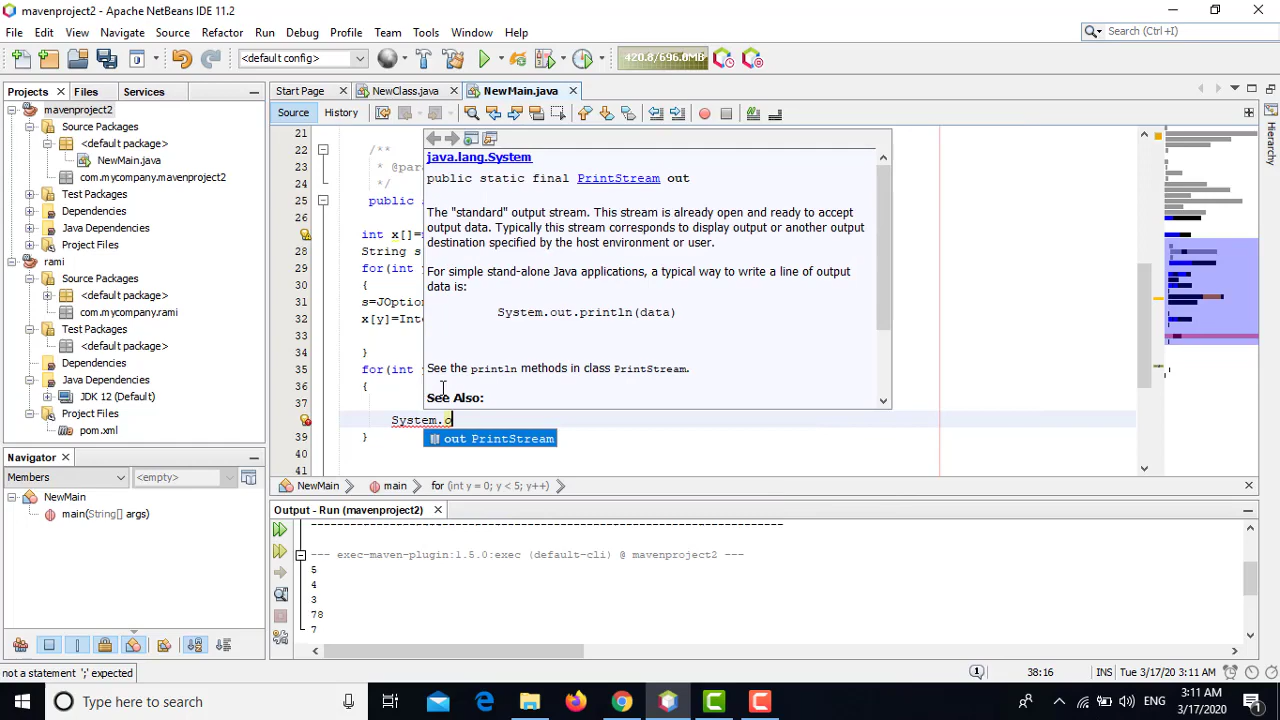 mavenproject2 - Apache NetBeans IDE 11.2
File Edit View Navigate Source Refactor Run Debug Profile Team Tools Window Help
Search (Ctrl+I)
<default config>
420.8/696.0MB
Projects Files Services
Start Page NewClass.java NewMain.java
Source History
mavenproject2
Source Packages
<default package>
NewMain.java
com.mycompany.mavenproject2
Test Packages
Dependencies
Java Dependencies
Project Files
rami
Source Packages
<default package>
com.mycompany.rami
Test Packages
<default package>
Dependencies
Java Dependencies
JDK 12 (Default)
Project Files
pom.xml
Hierarchy
21
22 /**
23 * @para
24 */
25 public
26
27 int x[]=
28 String s
29 for(int
30 {
31 s=JOption
32 x[y]=Inte
33
34 }
35 for(int
36 {
37
System.o
39 }
40
41
java.lang.System
public static final PrintStream out
The "standard" output stream. This stream is already open and ready to accept
output data. Typically this stream corresponds to display output or another output
destination specified by the host environment or user.
For simple stand-alone Java applications, a typical way to write a line of output
data is:
System.out.println(data)
See the println methods in class PrintStream.
See Also:
out PrintStream
NewMain main for (int y = 0; y < 5; y++)
Navigator
Members <empty>
NewMain
main(String[] args)
Output - Run (mavenproject2)
--- exec-maven-plugin:1.5.0:exec (default-cli) @ mavenproject2 ---
5
4
3
78
7
not a statement ';' expected
1
38:16 INS Tue 3/17/20 3:11 AM
Type here to search
ENG
3:11 AM
3/17/2020
1